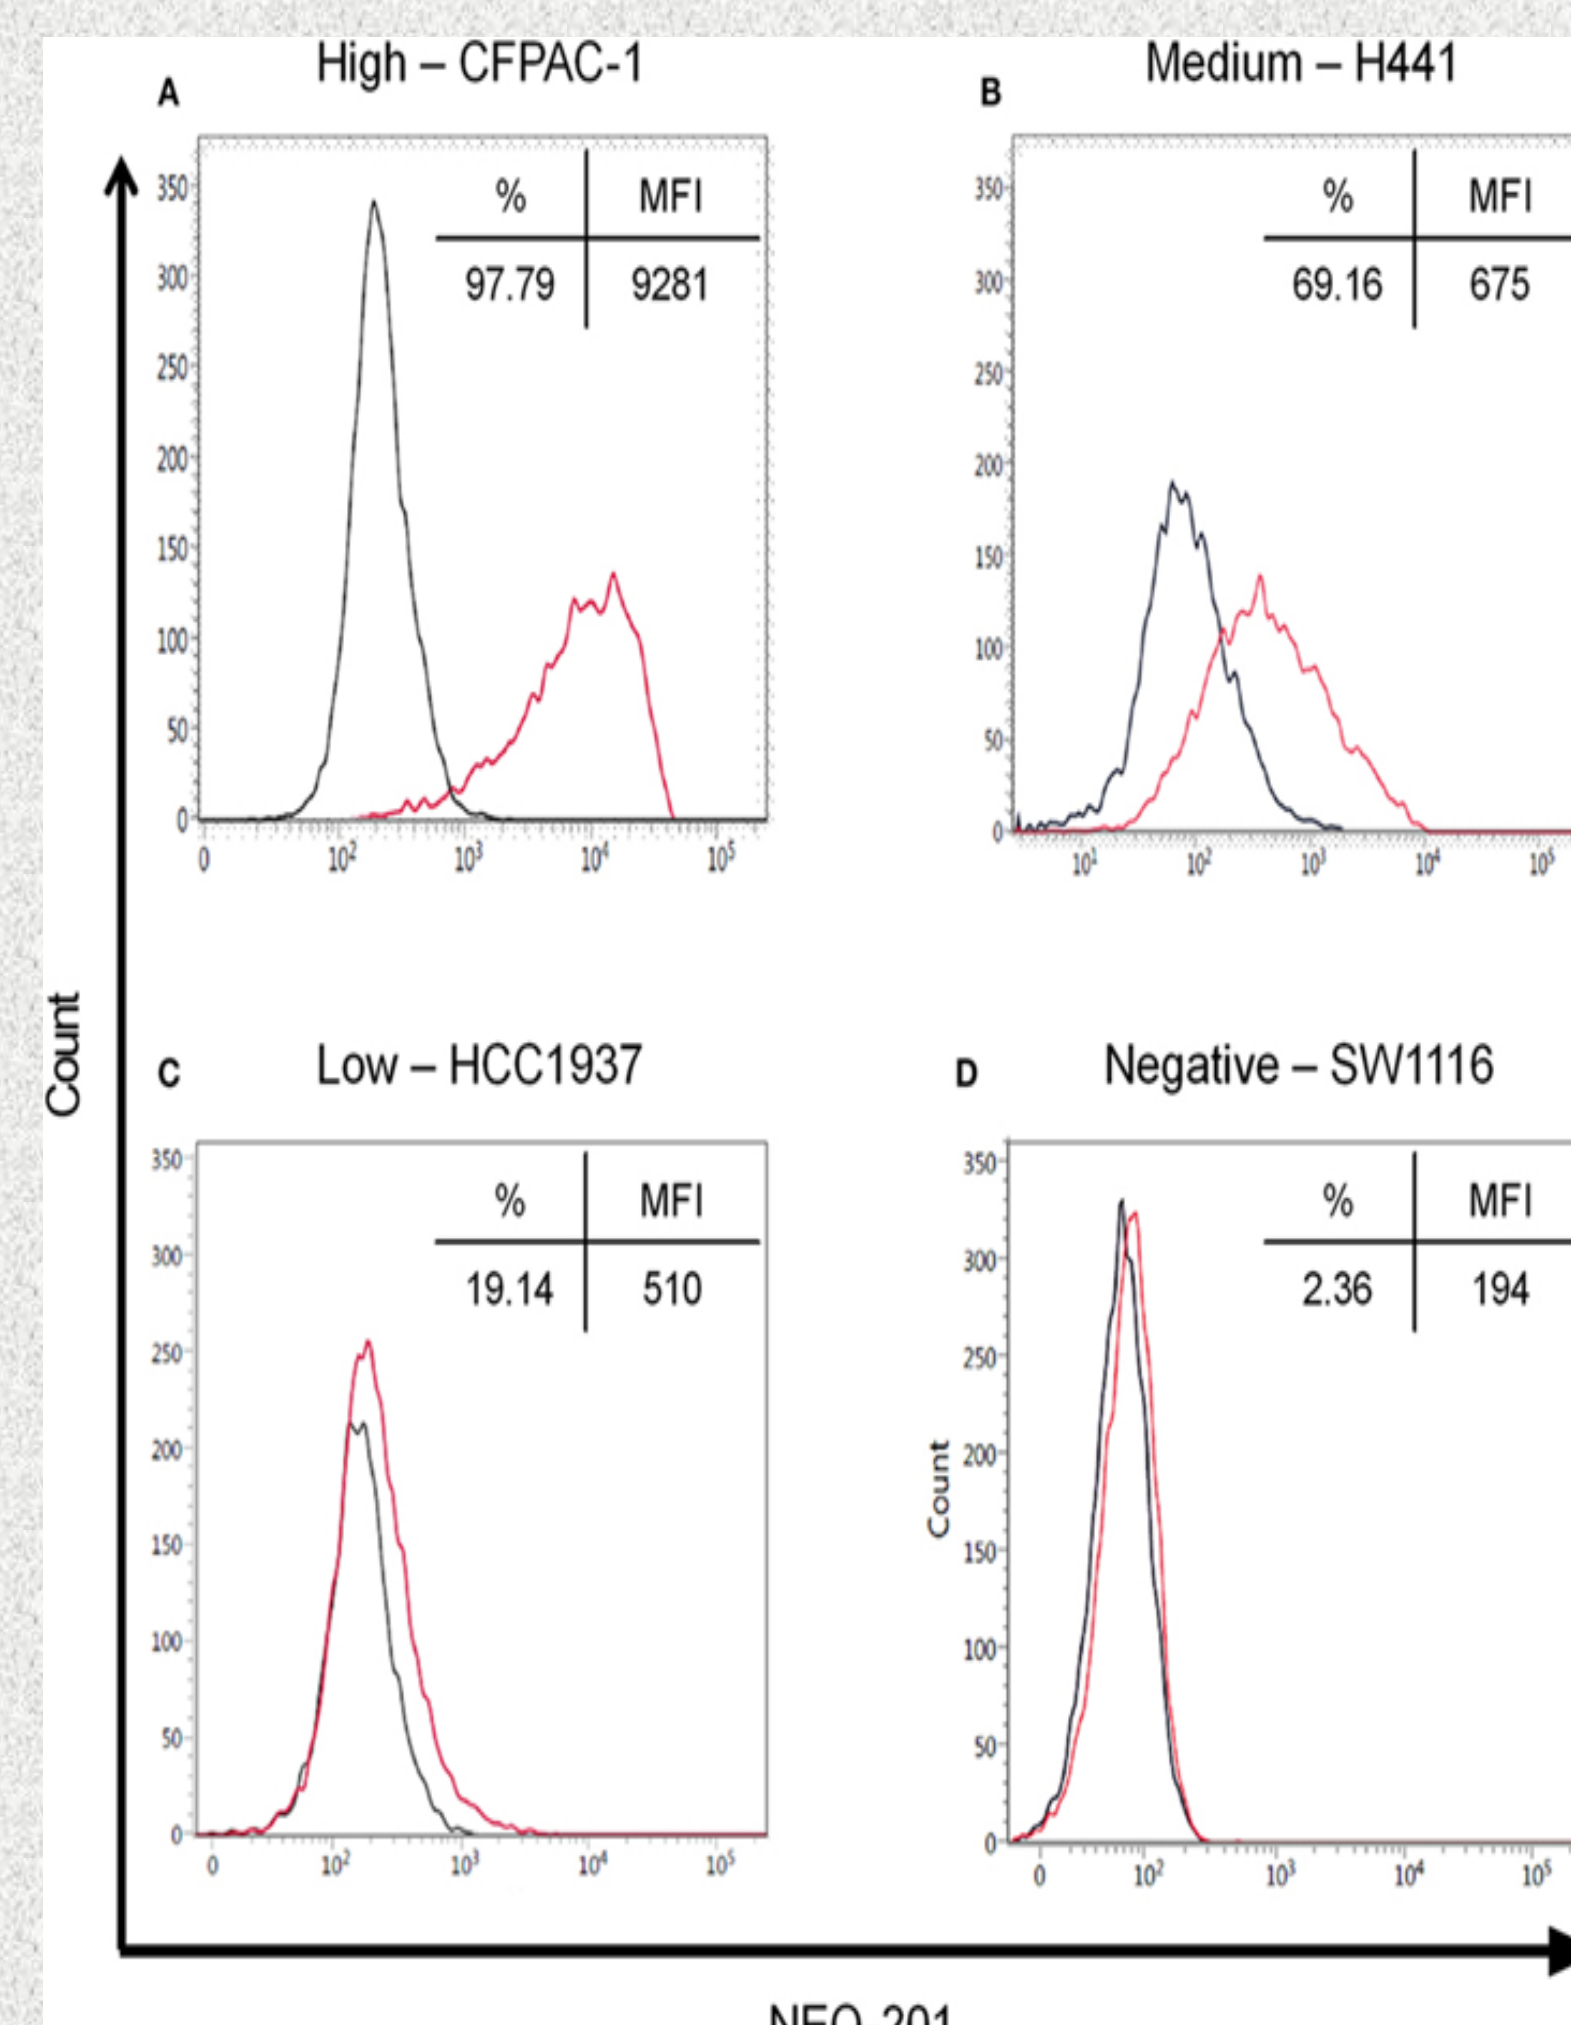 High – CFPAC-1
Medium – H441
A
B
% MFI
97.79 9281
% MFI
69.16 675
350
300
250
200
150
100
50
0
0 10² 10³ 10⁴ 10⁵
350
300
250
200
150
100
50
0
10¹ 10² 10³ 10⁴ 10⁵
Count
Low – HCC1937
Negative – SW1116
C
D
% MFI
19.14 510
% MFI
2.36 194
350
300
250
200
150
100
50
0
0 10² 10³ 10⁴ 10⁵
Count
350
300
250
200
150
100
50
0
0 10² 10³ 10⁴ 10⁵
NEO-201